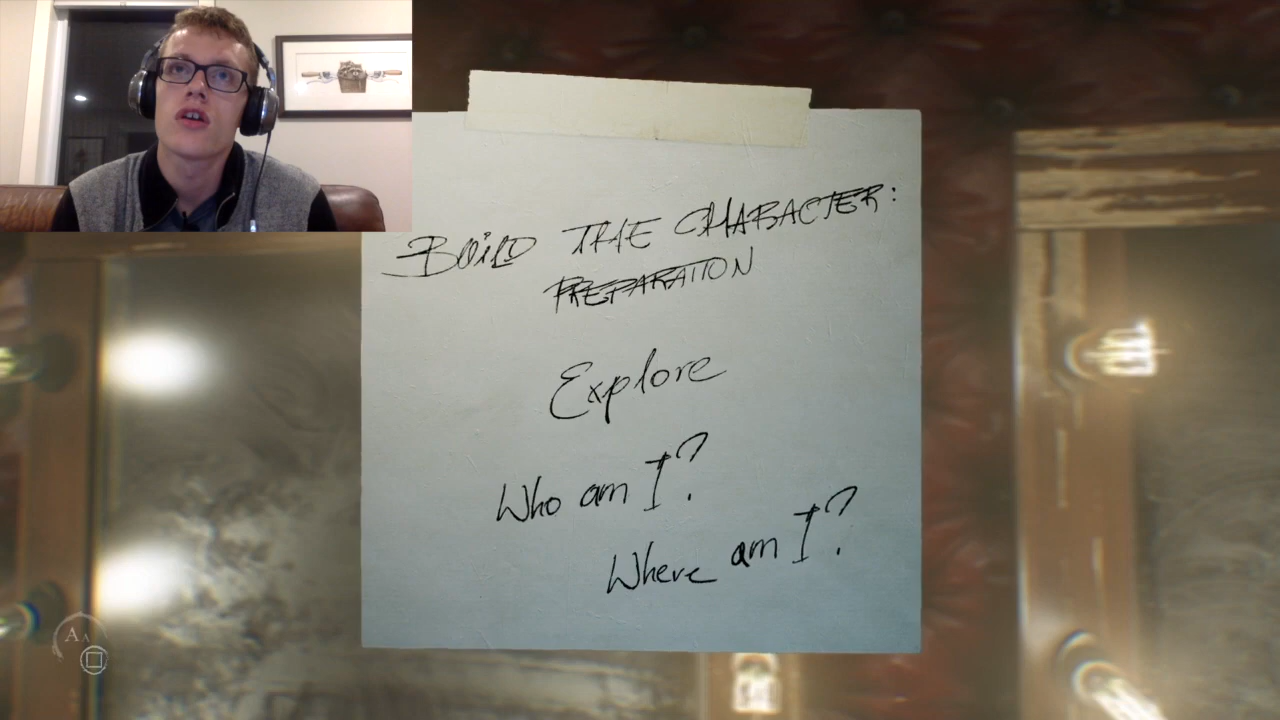 BUILD THE CHARACTER:
PREPARATION
Explore
Who am I?
Where am I?
A A